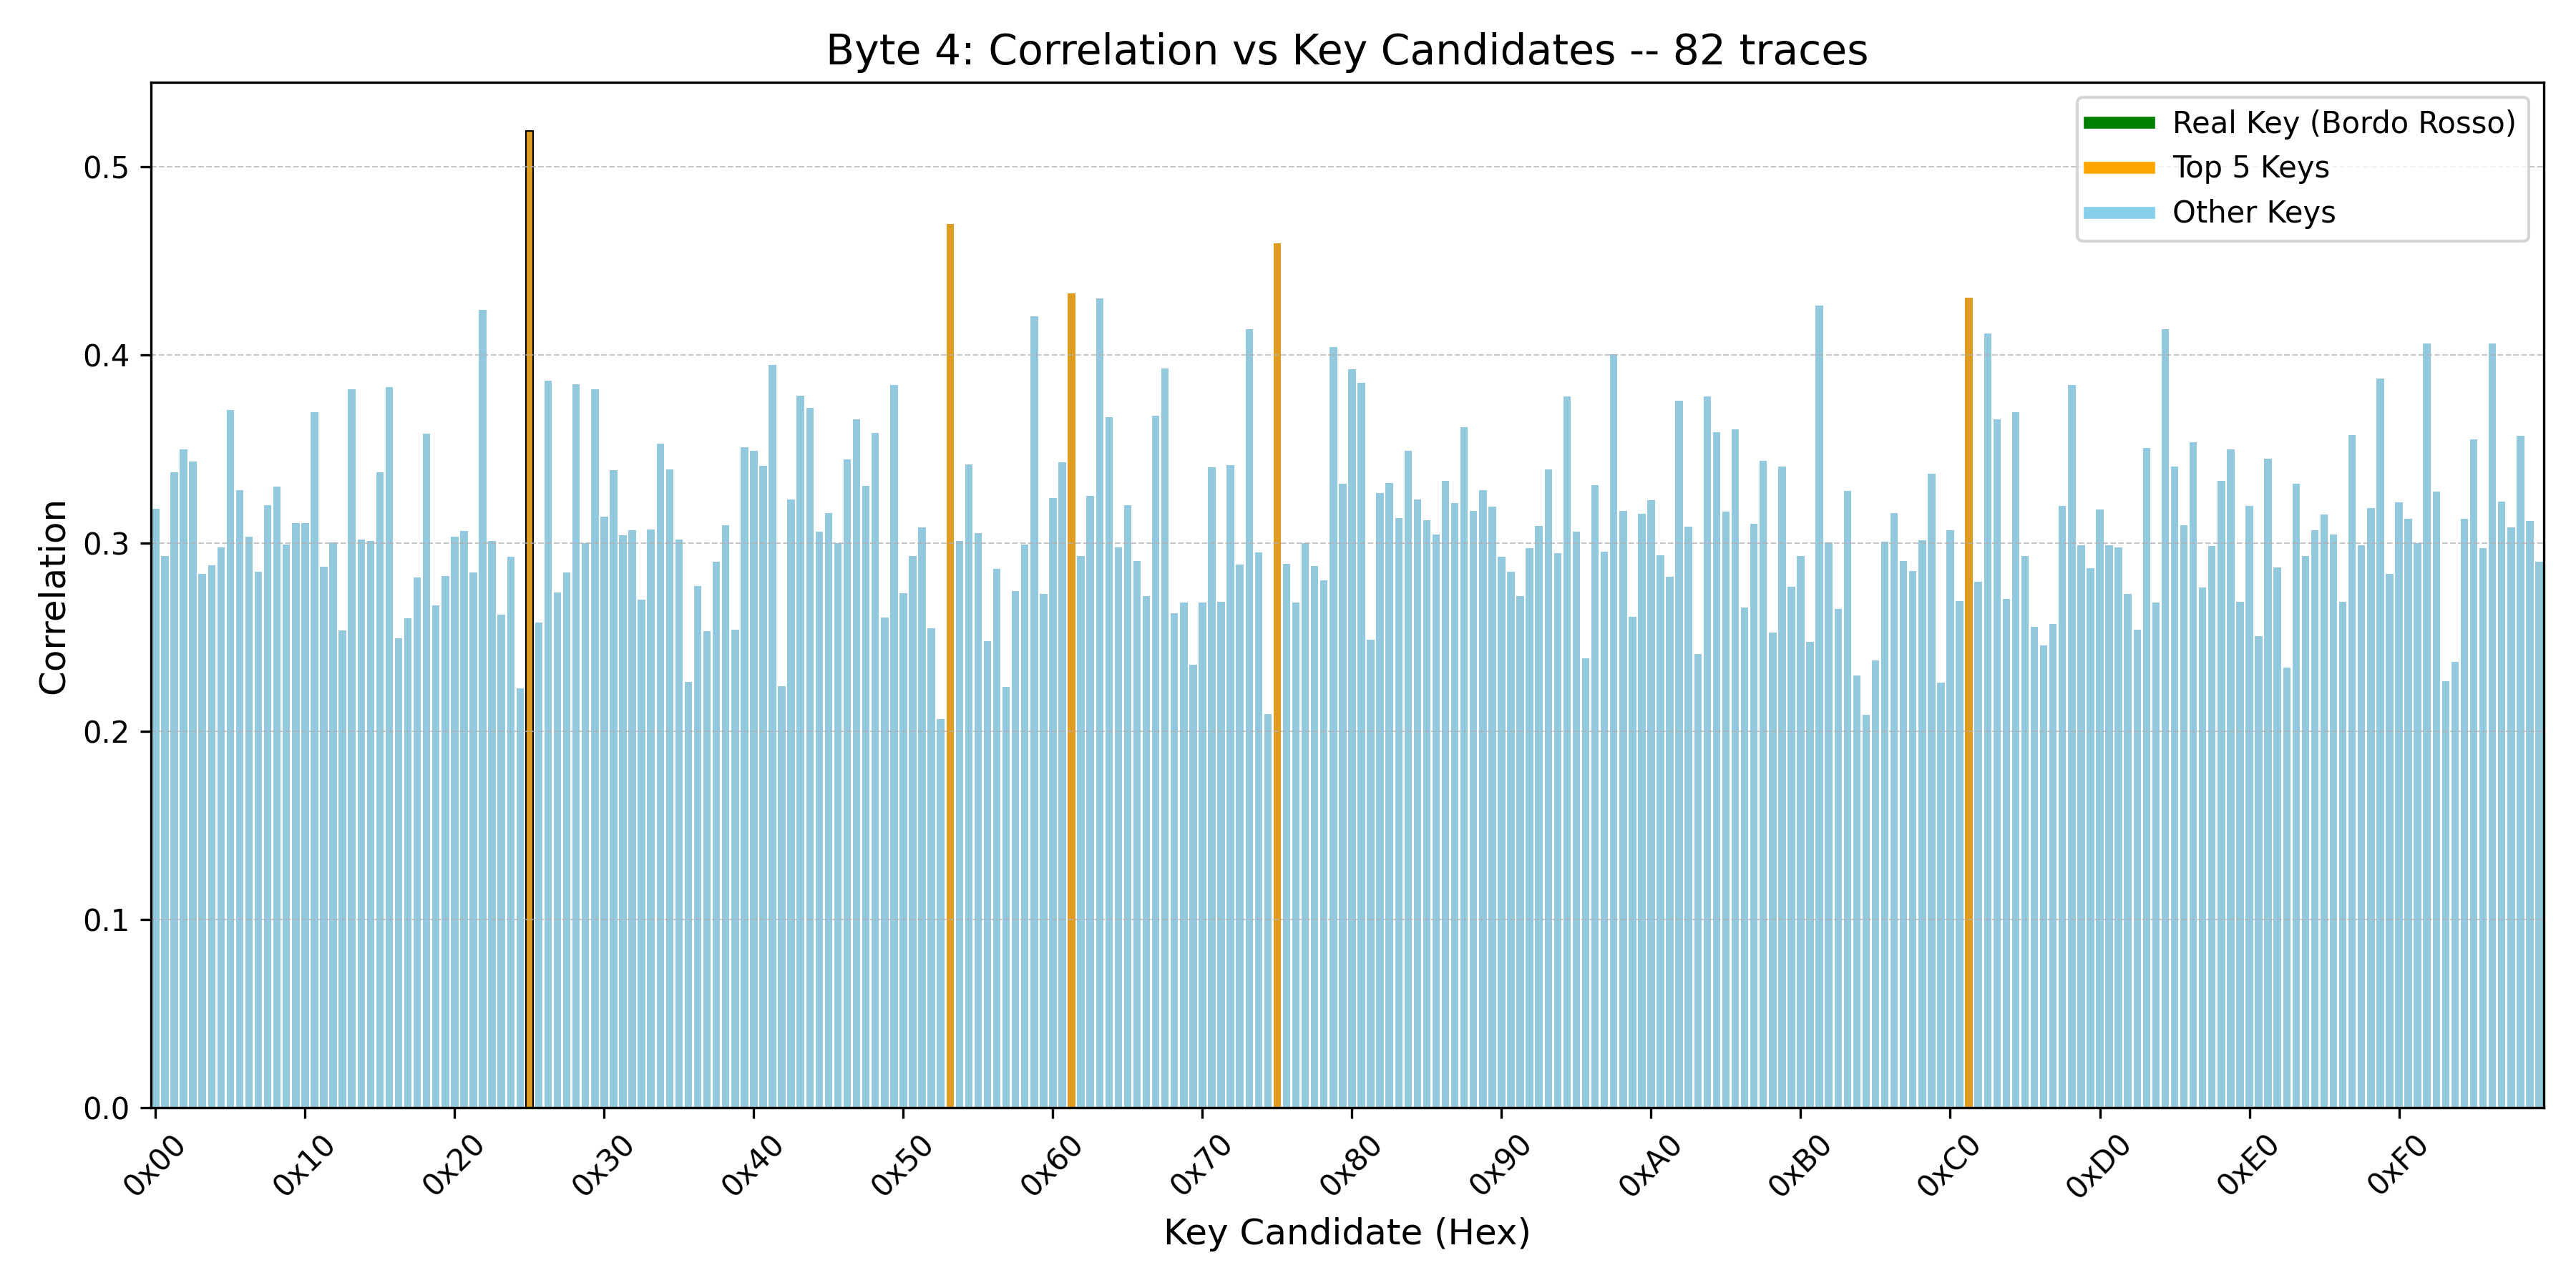 Byte 4: Correlation vs Key Candidates -- 82 traces
Real Key (Bordo Rosso)
Top 5 Keys
Other Keys
Correlation
0.5
0.4
0.3
0.2
0.1
0.0
0x00
0x10
0x20
0x30
0x40
0x50
0x60
0x70
0x80
0x90
0xA0
0xB0
0xC0
0xD0
0xE0
0xF0
Key Candidate (Hex)